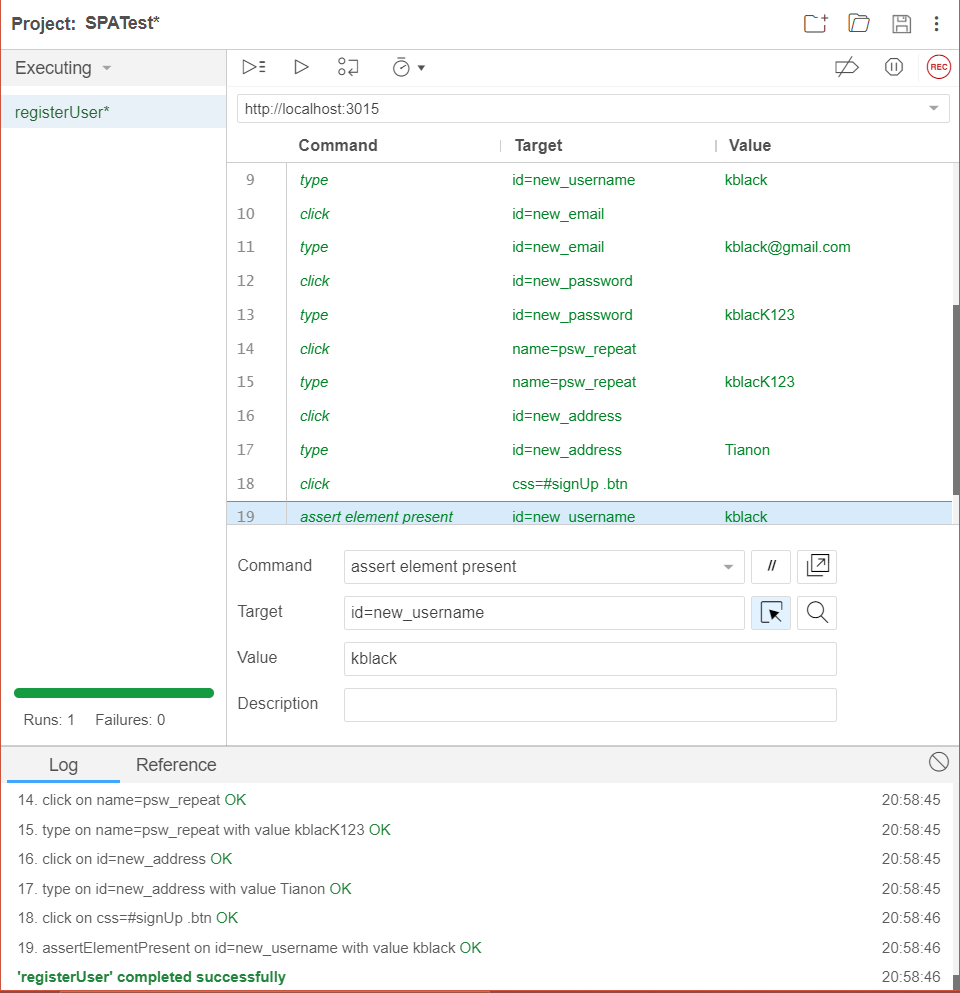 Project: SPATest*
Executing
registerUser*
REC
http://localhost:3015
Command Target Value
9 type id=new_username kblack
10 click id=new_email
11 type id=new_email kblack@gmail.com
12 click id=new_password
13 type id=new_password kblacK123
14 click name=psw_repeat
15 type name=psw_repeat kblacK123
16 click id=new_address
17 type id=new_address Tianon
18 click css=#signUp .btn
19 assert element present id=new_username kblack
Command assert element present //
Target id=new_username
Value kblack
Description
Runs: 1 Failures: 0
Log Reference
14. click on name=psw_repeat OK 20:58:45
15. type on name=psw_repeat with value kblacK123 OK 20:58:45
16. click on id=new_address OK 20:58:45
17. type on id=new_address with value Tianon OK 20:58:45
18. click on css=#signUp .btn OK 20:58:46
19. assertElementPresent on id=new_username with value kblack OK 20:58:46
'registerUser' completed successfully 20:58:46